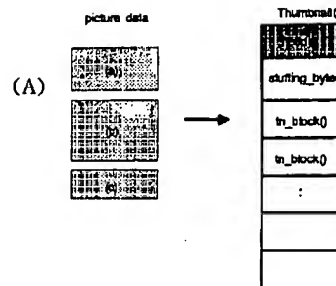 picture data
Thumbnail(
(A)
(a)
stuffing_bytes
tn_block()
tn_block()
: